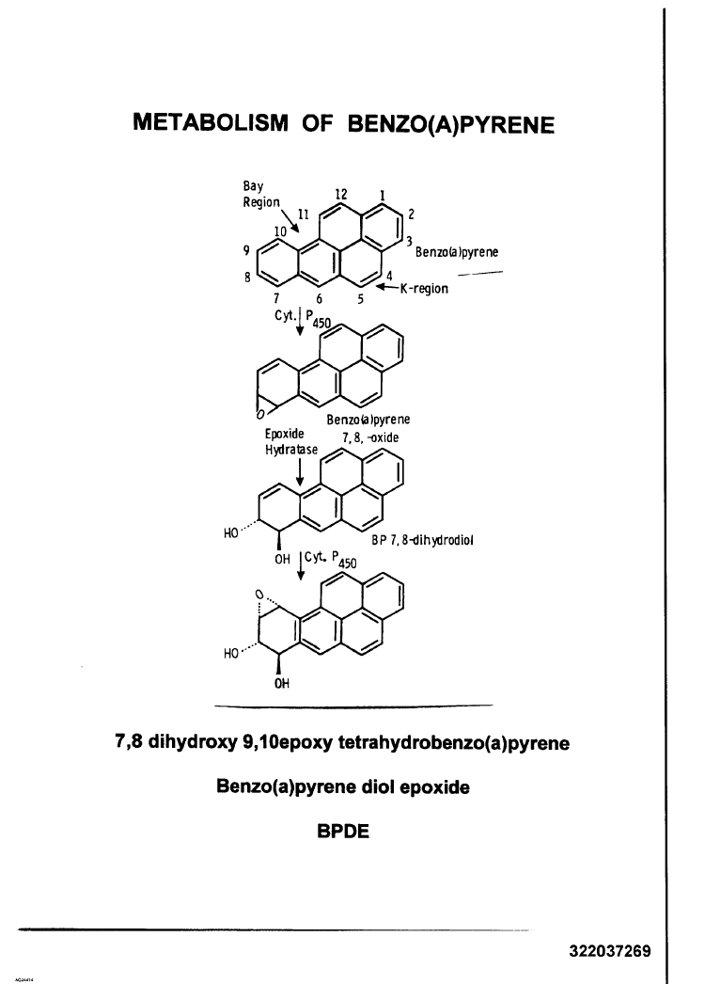 METABOLISM OF BENZO(A)PYRENE
Bay
Region
12
1
11
2
10
3
9
Benzo(a)pyrene
8
4
K-region
7
6
5
Cyt. P450
O
Benzo(a)pyrene
7,8,-oxide
Epoxide
Hydratase
HO
OH
BP 7,8-dihydrodiol
Cyt. P450
O
HO
OH
7,8 dihydroxy 9,10epoxy tetrahydrobenzo(a)pyrene
Benzo(a)pyrene diol epoxide
BPDE
322037269